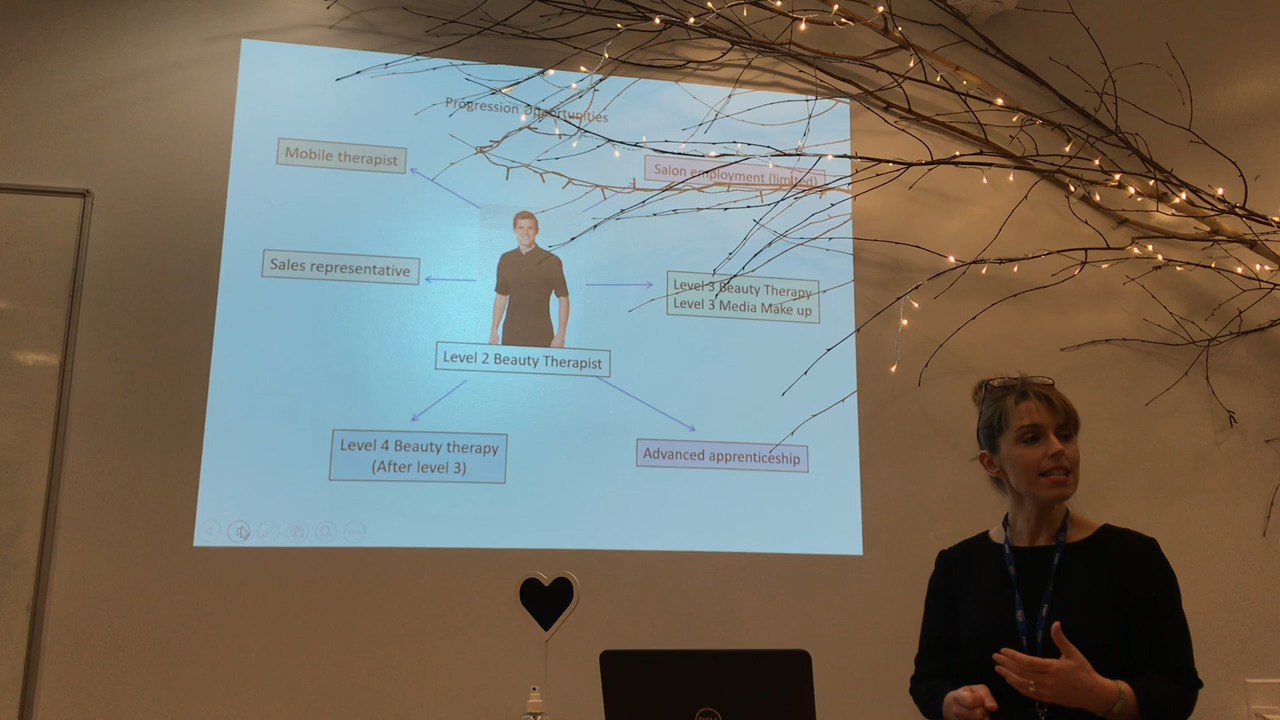 Progression opportunities
Mobile therapist
Salon employment (limited)
Sales representative
Level 3 Beauty Therapy
Level 3 Media Make up
Level 2 Beauty Therapist
Level 4 Beauty therapy
(After level 3)
Advanced apprenticeship
DELL